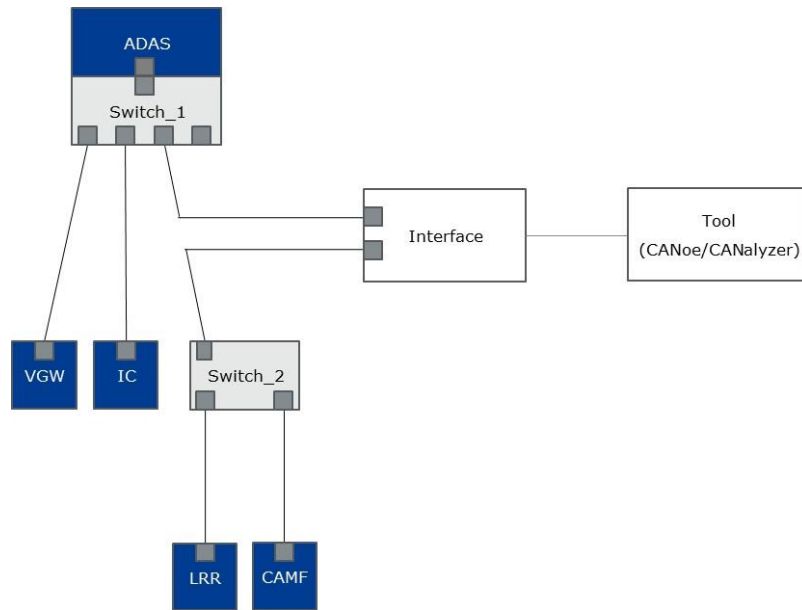 ADAS
Switch_1
Interface
Tool
(CANoe/CANalyzer)
VGW
IC
Switch_2
LRR
CAMF